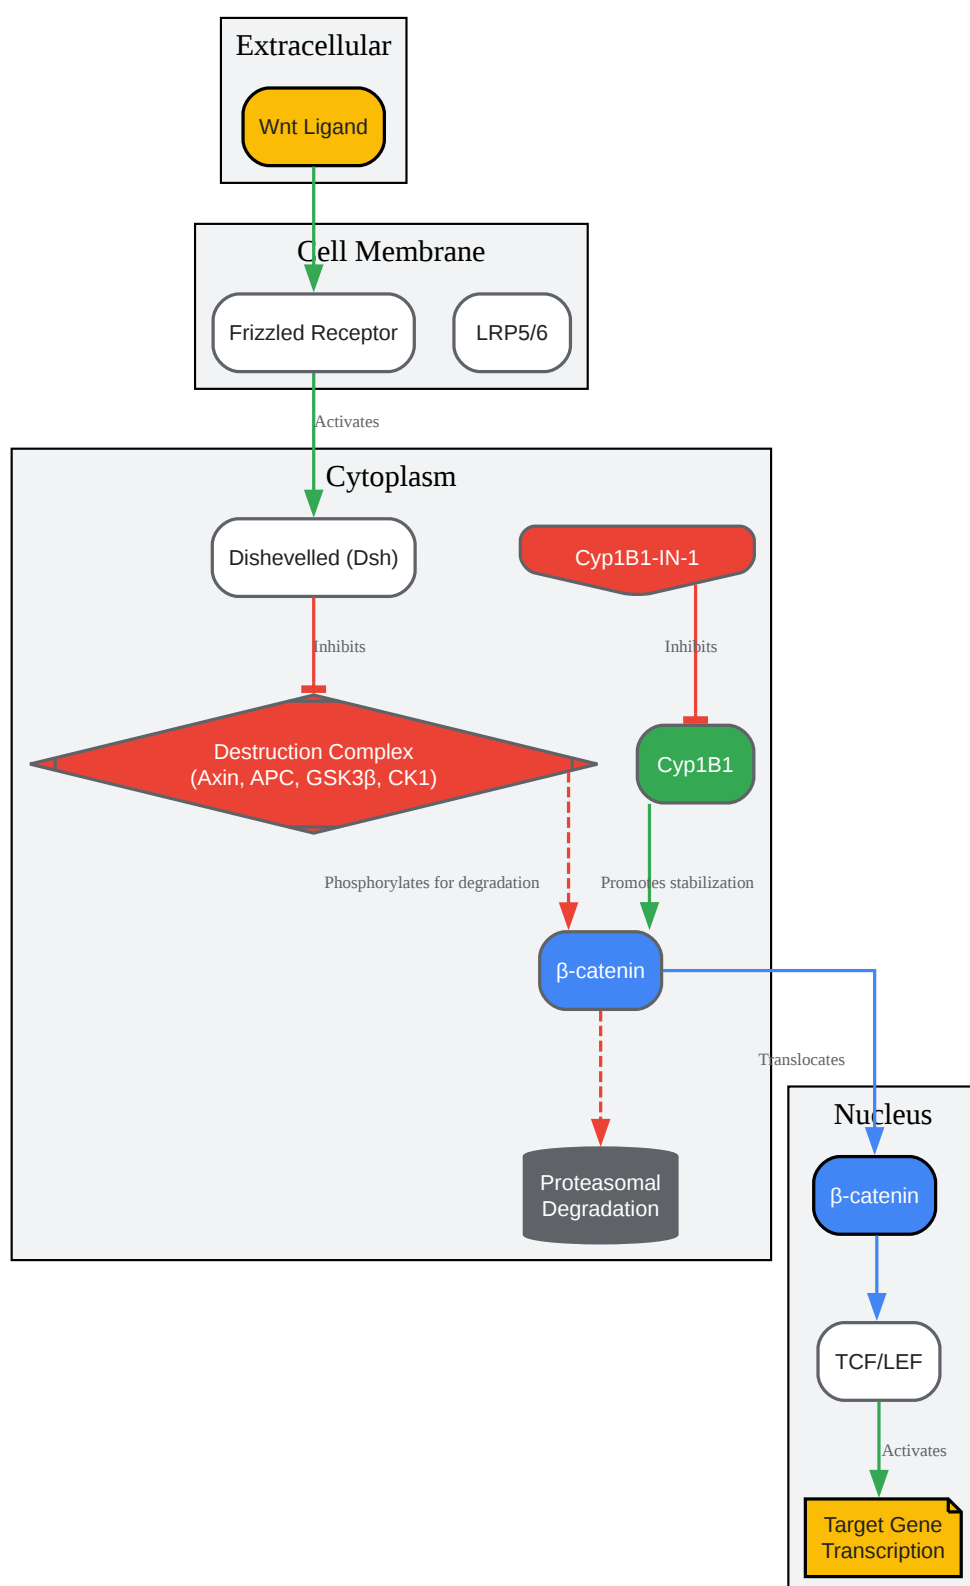 Extracellular
Wnt Ligand
Cell Membrane
Frizzled Receptor
LRP5/6
Activates
Cytoplasm
Dishevelled (Dsh)
Cyp1B1-IN-1
Inhibits
Inhibits
Destruction Complex
(Axin, APC, GSK3β, CK1)
Cyp1B1
Phosphorylates for degradation
Promotes stabilization
β-catenin
Translocates
Nucleus
Proteasomal
Degradation
β-catenin
TCF/LEF
Activates
Target Gene
Transcription